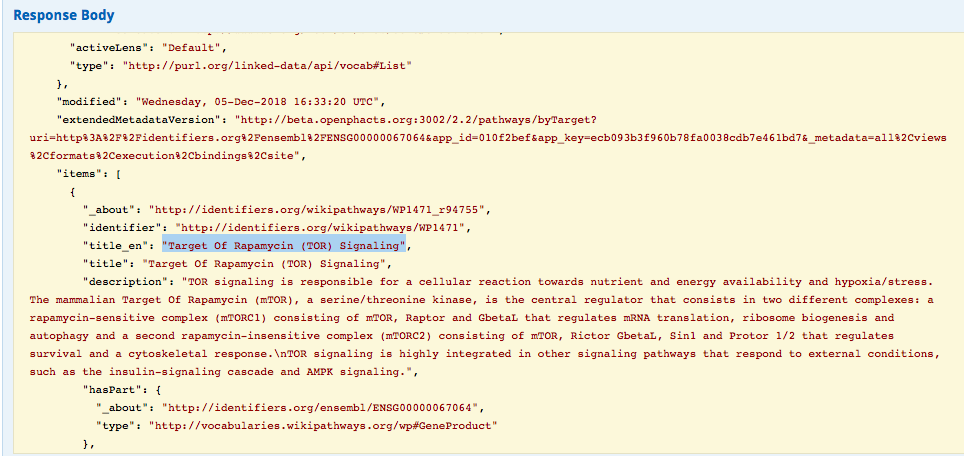 Response Body
"activeLens": "Default",
"type": "http://purl.org/linked-data/api/vocab#List"
},
"modified": "Wednesday, 05-Dec-2018 16:33:20 UTC",
"extendedMetadataVersion": "http://beta.openphacts.org:3002/2.2/pathways/byTarget?
uri=http%3A%2F%2Fidentifiers.org%2Fensembl%2FENSG00000067064&app_id=010f2bef&app_key=ecb093b3f960b78fa0038cdb7e461bd7&_metadata=all%2Cviews
%2Cformats%2Cexecution%2Cbindings%2Csite",
"items": [
{
"_about": "http://identifiers.org/wikipathways/WP1471_r94755",
"identifier": "http://identifiers.org/wikipathways/WP1471",
"title_en": "Target Of Rapamycin (TOR) Signaling",
"title": "Target Of Rapamycin (TOR) Signaling",
"description": "TOR signaling is responsible for a cellular reaction towards nutrient and energy availability and hypoxia/stress.
The mammalian Target Of Rapamycin (mTOR), a serine/threonine kinase, is the central regulator that consists in two different complexes: a
rapamycin-sensitive complex (mTORC1) consisting of mTOR, Raptor and GbetaL that regulates mRNA translation, ribosome biogenesis and
autophagy and a second rapamycin-insensitive complex (mTORC2) consisting of mTOR, Rictor GbetaL, Sin1 and Protor 1/2 that regulates
survival and a cytoskeletal response.\nTOR signaling is highly integrated in other signaling pathways that respond to external conditions,
such as the insulin-signaling cascade and AMPK signaling.",
"hasPart": {
"_about": "http://identifiers.org/ensembl/ENSG00000067064",
"type": "http://vocabularies.wikipathways.org/wp#GeneProduct"
},